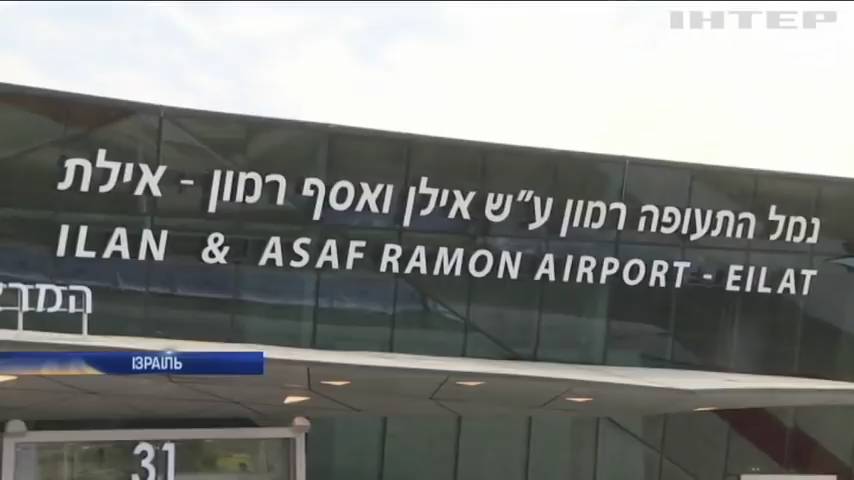 ІНТЕР
נמל התעופה רמון ע״ש אילן ואסף רמון - אילת
ILAN & ASAF RAMON AIRPORT - EILAT
ІЗРАЇЛЬ
31